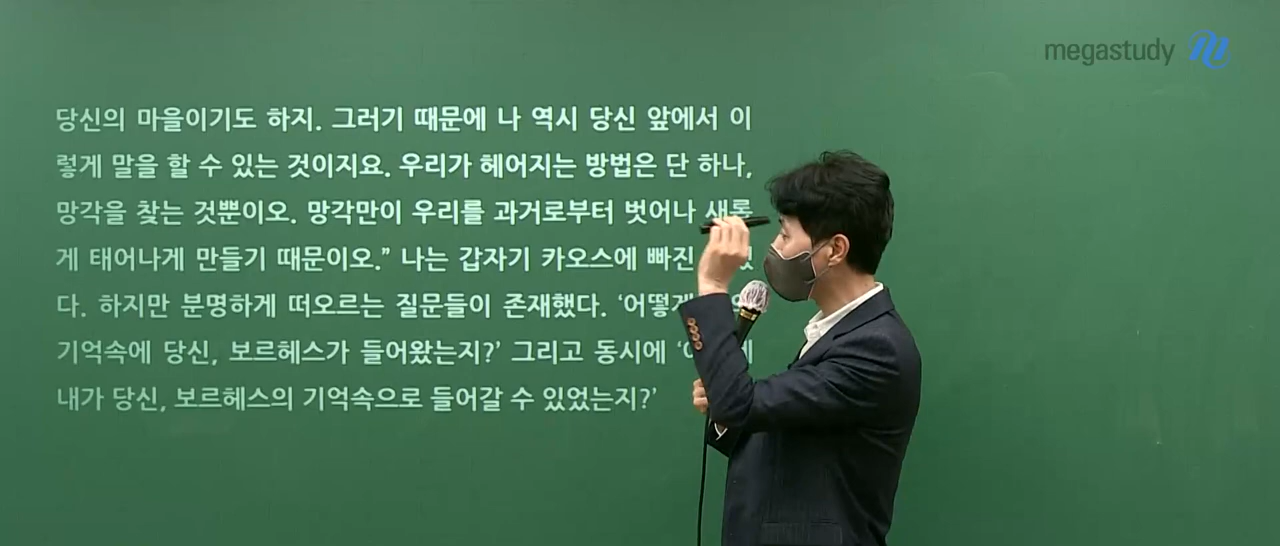 megastudy
당신의 마을이기도 하지. 그러기 때문에 나 역시 당신 앞에서 이
렇게 말을 할 수 있는 것이지요. 우리가 헤어지는 방법은 단 하나,
망각을 찾는 것뿐이오. 망각만이 우리를 과거로부터 벗어나 새롭
게 태어나게 만들기 때문이오.” 나는 갑자기 카오스에 빠진
다. 하지만 분명하게 떠오르는 질문들이 존재했다. ‘어떻게
기억속에 당신, 보르헤스가 들어왔는지?’ 그리고 동시에
내가 당신, 보르헤스의 기억속으로 들어갈 수 있었는지?’